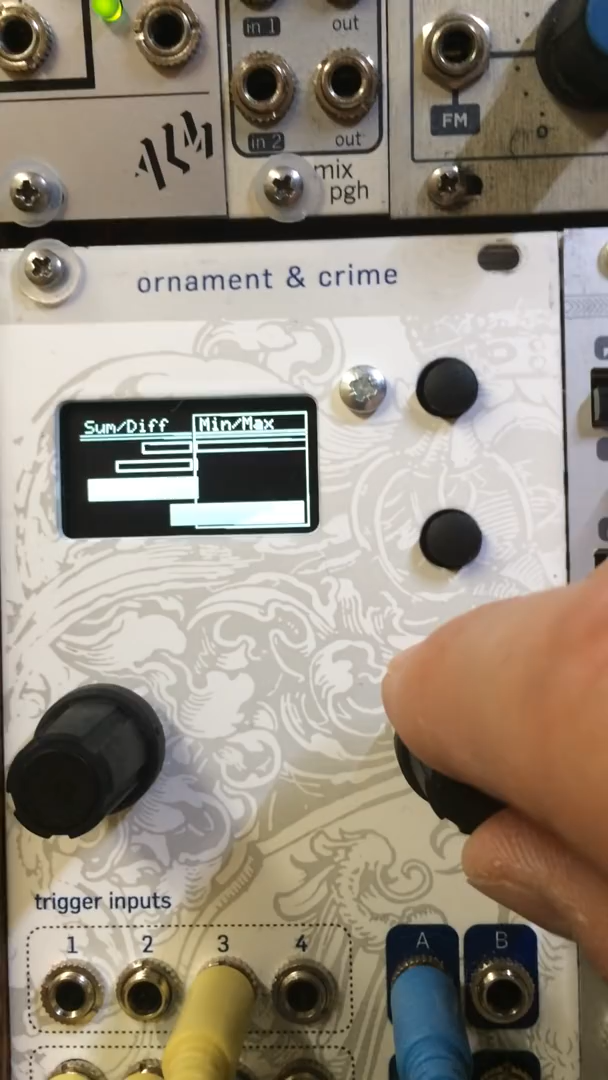 in 1
out
in 2
out
mix
pgh
ALM
FM
ornament & crime
Sum/Diff
Min/Max
trigger inputs
1
2
3
4
A
B